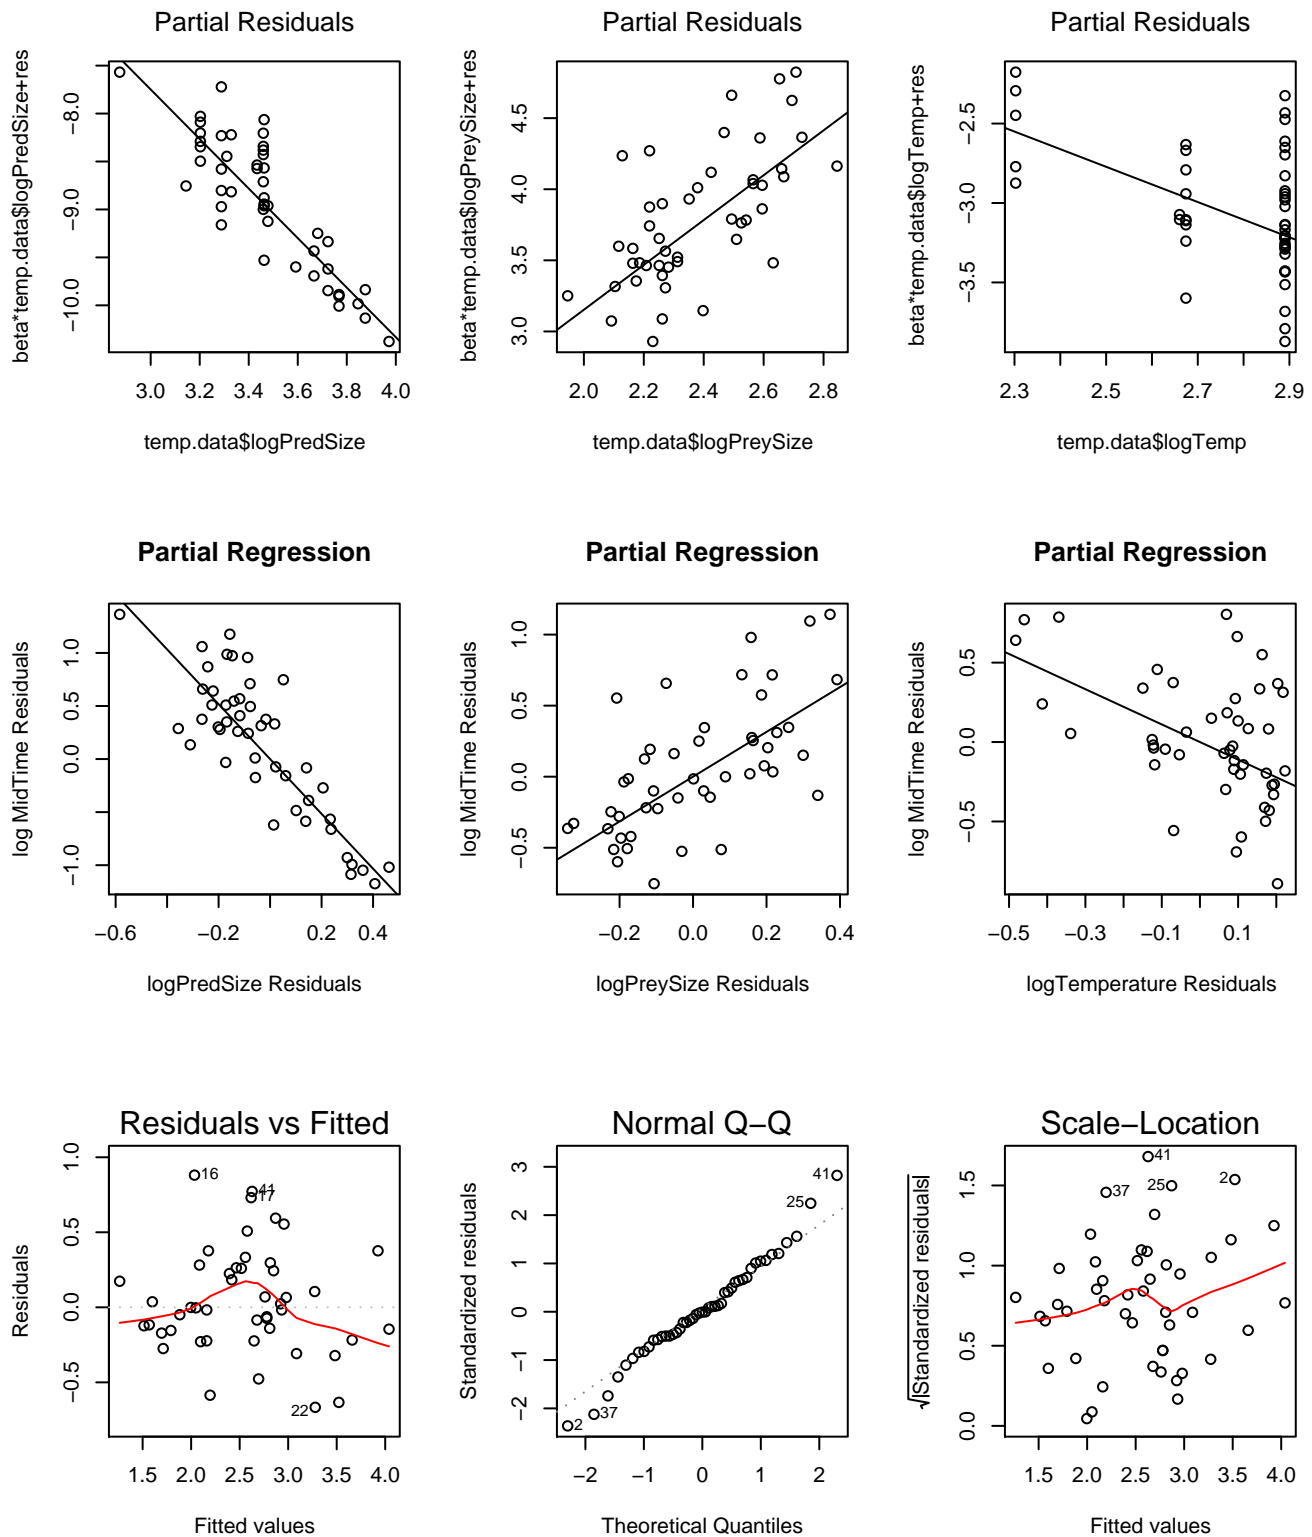 Partial Residuals
beta*temp.data$logPredSize+res
−8.0
−9.0
−10.0
3.0 3.2 3.4 3.6 3.8 4.0
temp.data$logPredSize
Partial Residuals
beta*temp.data$logPreySize+res
4.5
4.0
3.5
3.0
2.0 2.2 2.4 2.6 2.8
temp.data$logPreySize
Partial Residuals
beta*temp.data$logTemp+res
−2.5
−3.0
−3.5
2.3 2.5 2.7 2.9
temp.data$logTemp
Partial Regression
log MidTime Residuals
1.0
0.5
0.0
−1.0
−0.6 −0.2 0.2 0.4
logPredSize Residuals
Partial Regression
log MidTime Residuals
1.0
0.5
0.0
−0.5
−0.2 0.0 0.2 0.4
logPreySize Residuals
Partial Regression
log MidTime Residuals
0.5
0.0
−0.5
−0.5 −0.3 −0.1 0.1
logTemperature Residuals
Residuals vs Fitted
Residuals
1.0
0.5
0.0
−0.5
16
41
17
22
1.5 2.0 2.5 3.0 3.5 4.0
Fitted values
Normal Q−Q
Standardized residuals
3
2
1
0
−1
−2
41
25
37
2
−2 −1 0 1 2
Theoretical Quantiles
Scale−Location
√|Standardized residuals|
1.5
1.0
0.5
0.0
41
25
2
37
1.5 2.0 2.5 3.0 3.5 4.0
Fitted values